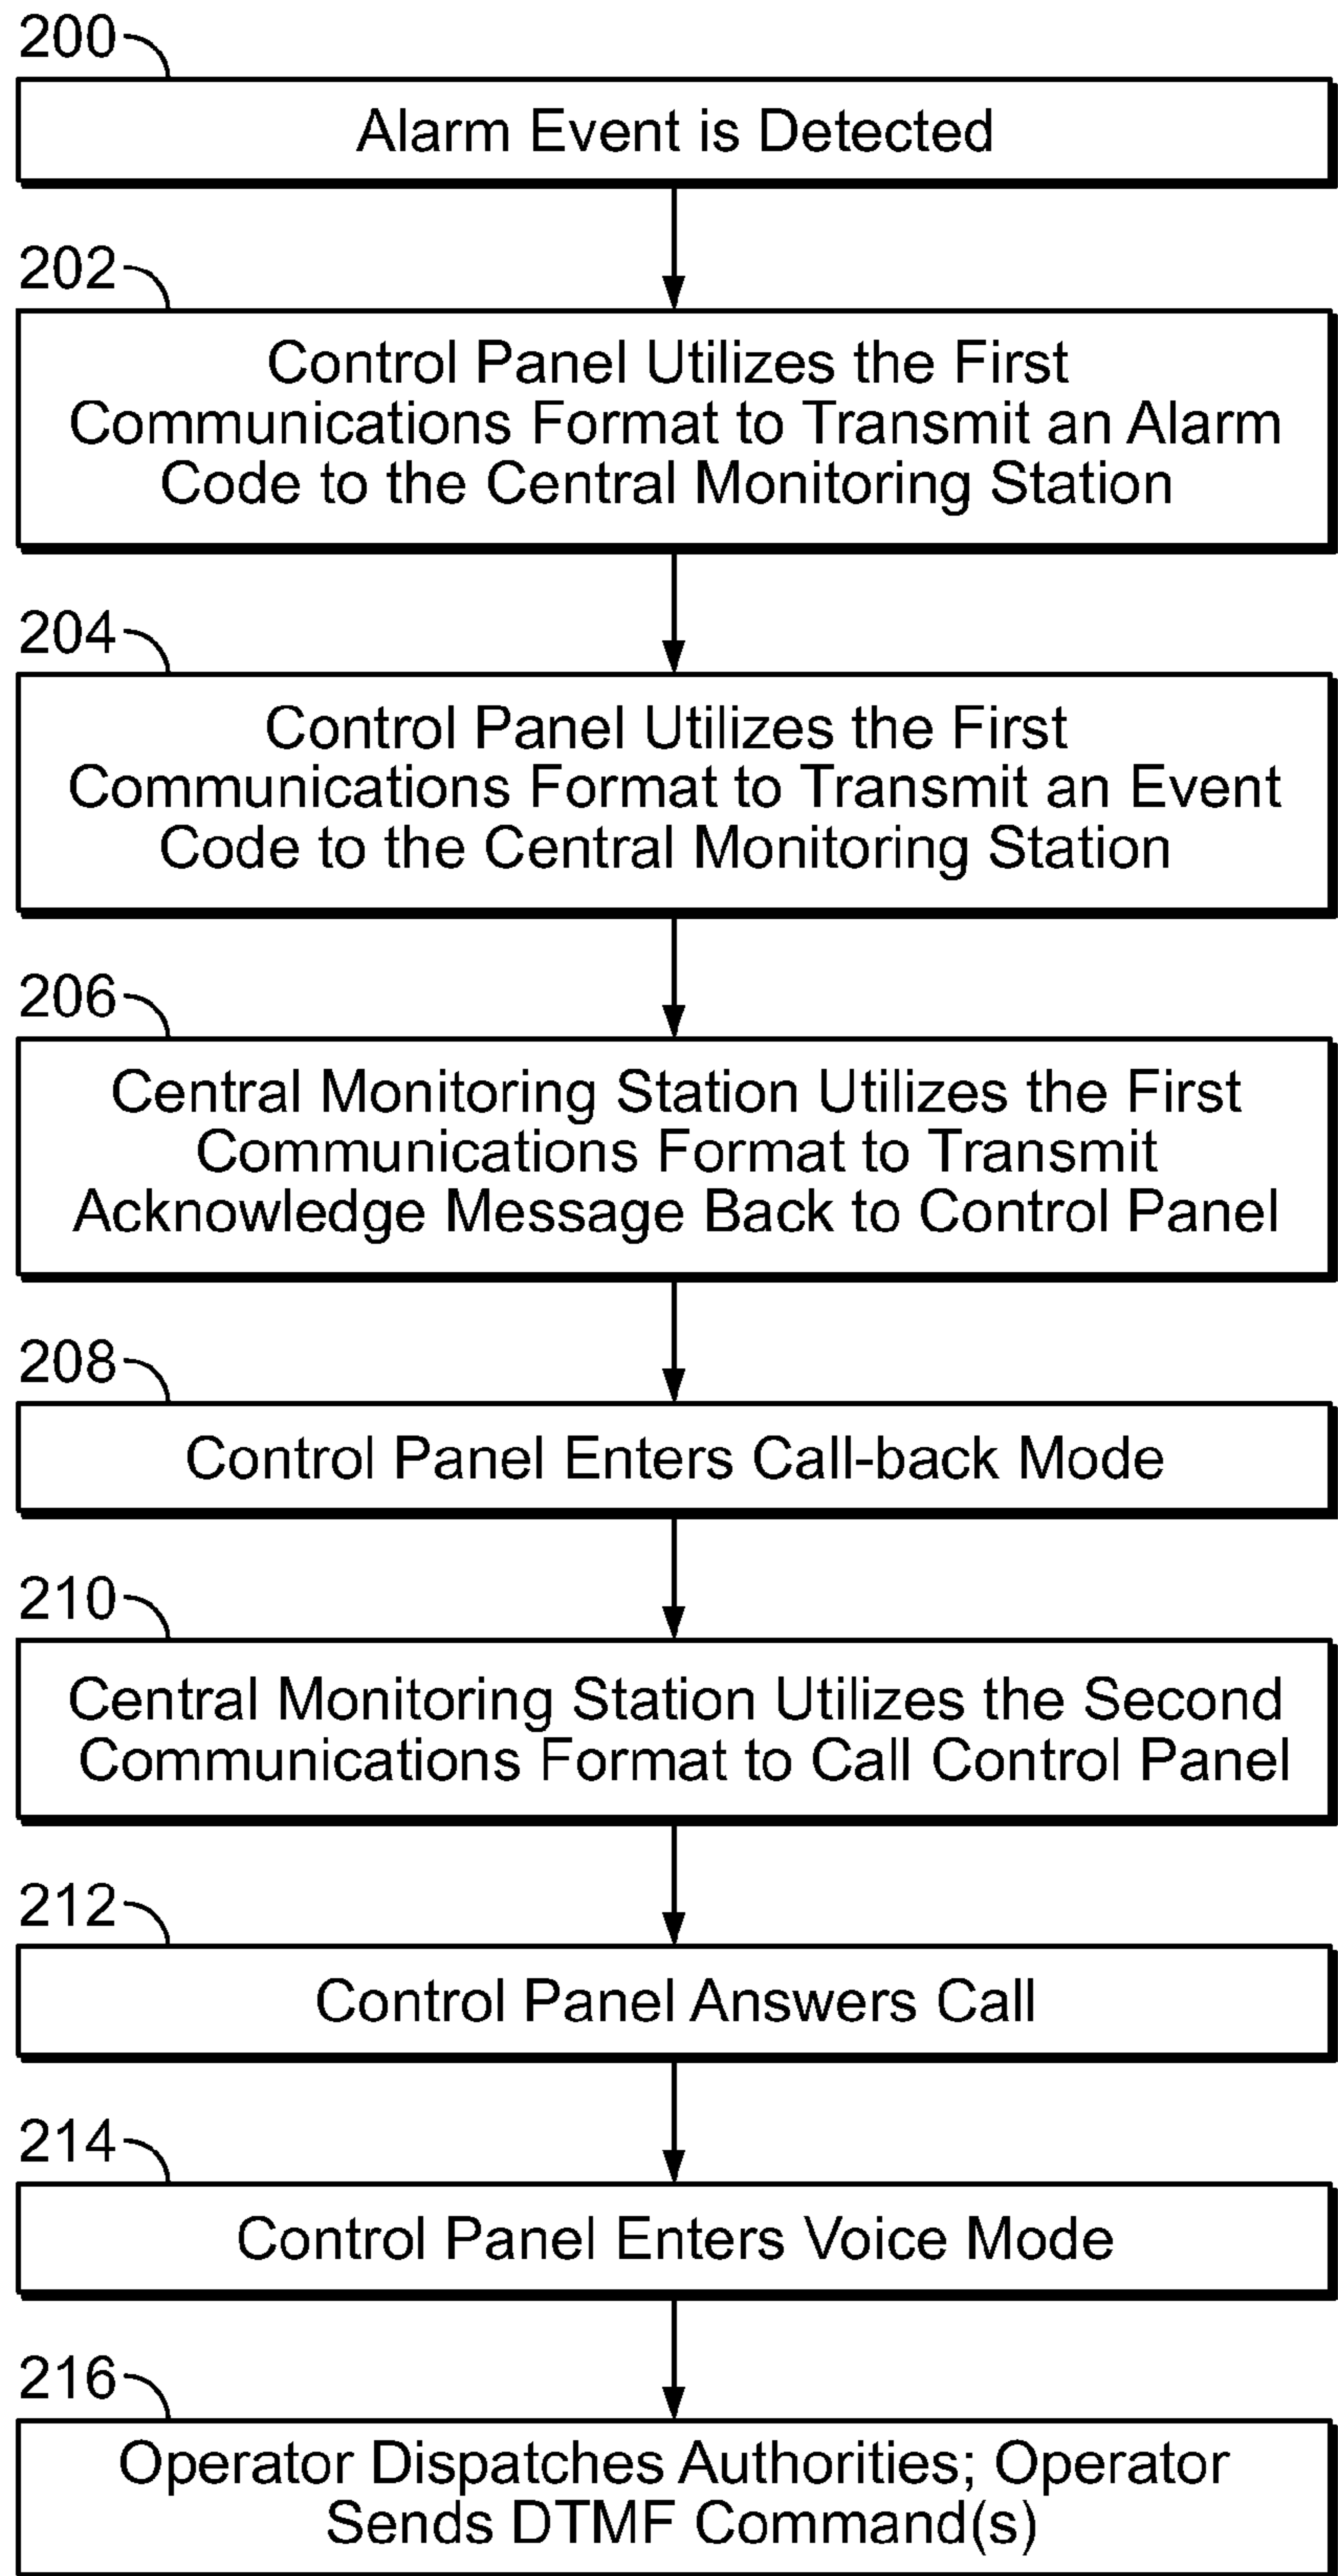 200
Alarm Event is Detected
202
Control Panel Utilizes the First
Communications Format to Transmit an Alarm
Code to the Central Monitoring Station
204
Control Panel Utilizes the First
Communications Format to Transmit an Event
Code to the Central Monitoring Station
206
Central Monitoring Station Utilizes the First
Communications Format to Transmit
Acknowledge Message Back to Control Panel
208
Control Panel Enters Call-back Mode
210
Central Monitoring Station Utilizes the Second
Communications Format to Call Control Panel
212
Control Panel Answers Call
214
Control Panel Enters Voice Mode
216
Operator Dispatches Authorities; Operator
Sends DTMF Command(s)